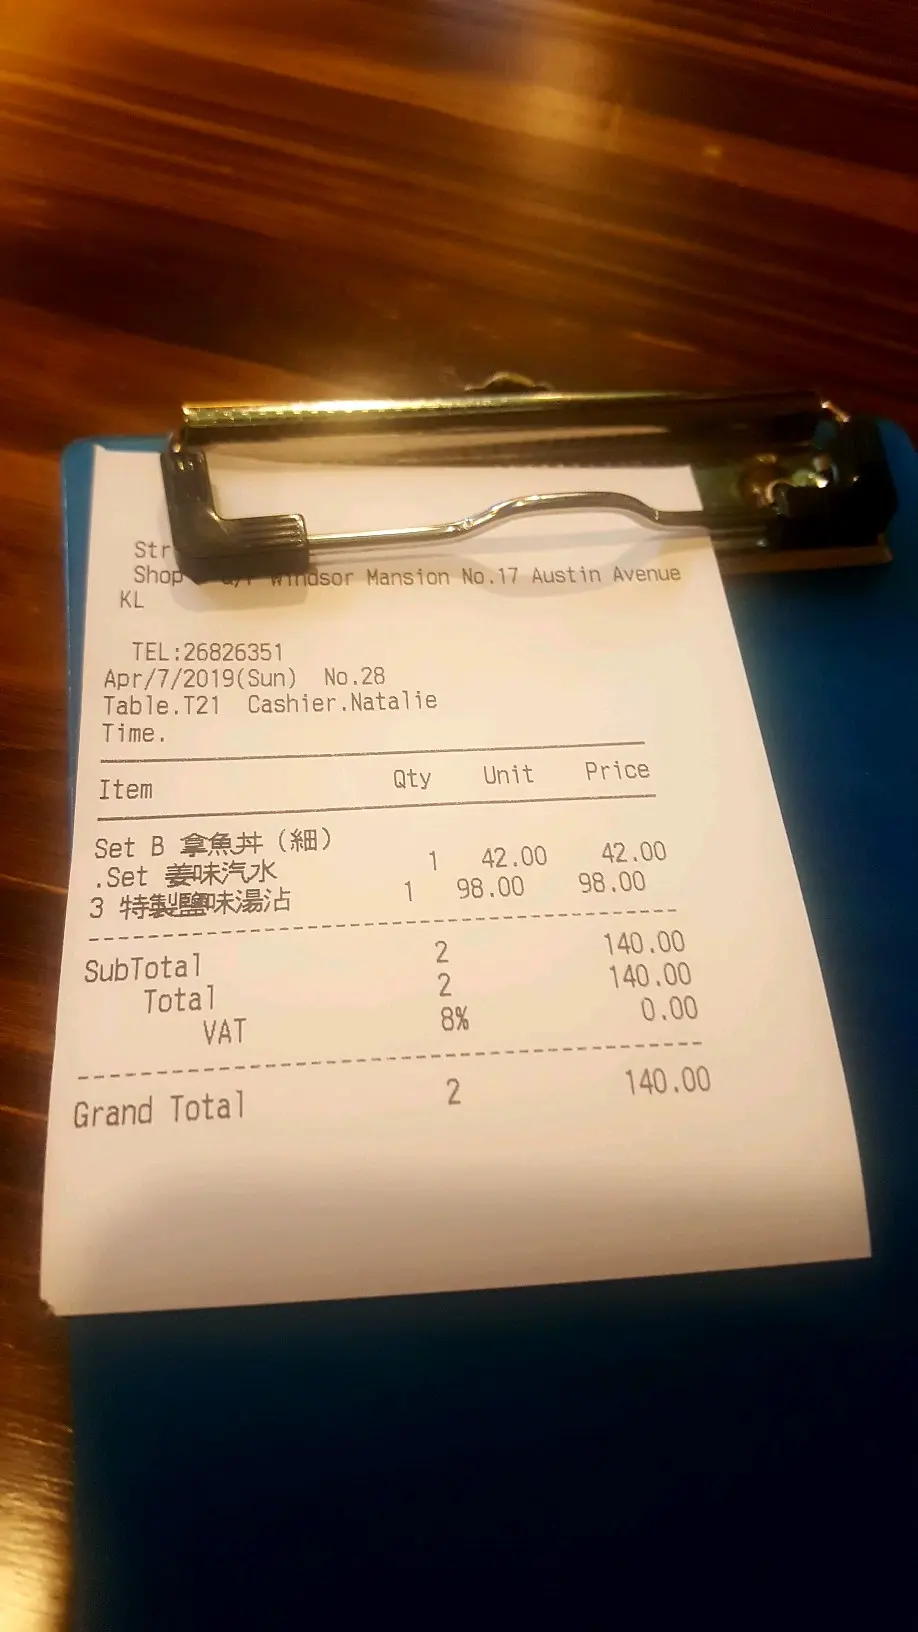 Str
Shop Windsor Mansion No.17 Austin Avenue
KL
TEL:26826351
Apr/7/2019(Sun) No.28
Table.T21 Cashier.Natalie
Time.
Item Qty Unit Price
Set B 拿魚丼（細）
.Set 姜味汽水 1 42.00 42.00
3 特製鹽味湯沾 1 98.00 98.00
SubTotal 2 140.00
Total 2 140.00
VAT 8% 0.00
Grand Total 2 140.00